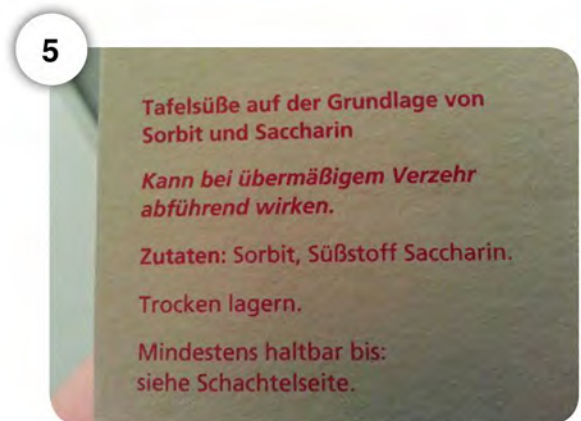 5
Tafelsüße auf der Grundlage von
Sorbit und Saccharin
Kann bei übermäßigem Verzehr
abführend wirken.
Zutaten: Sorbit, Süßstoff Saccharin.
Trocken lagern.
Mindestens haltbar bis:
siehe Schachtelseite.